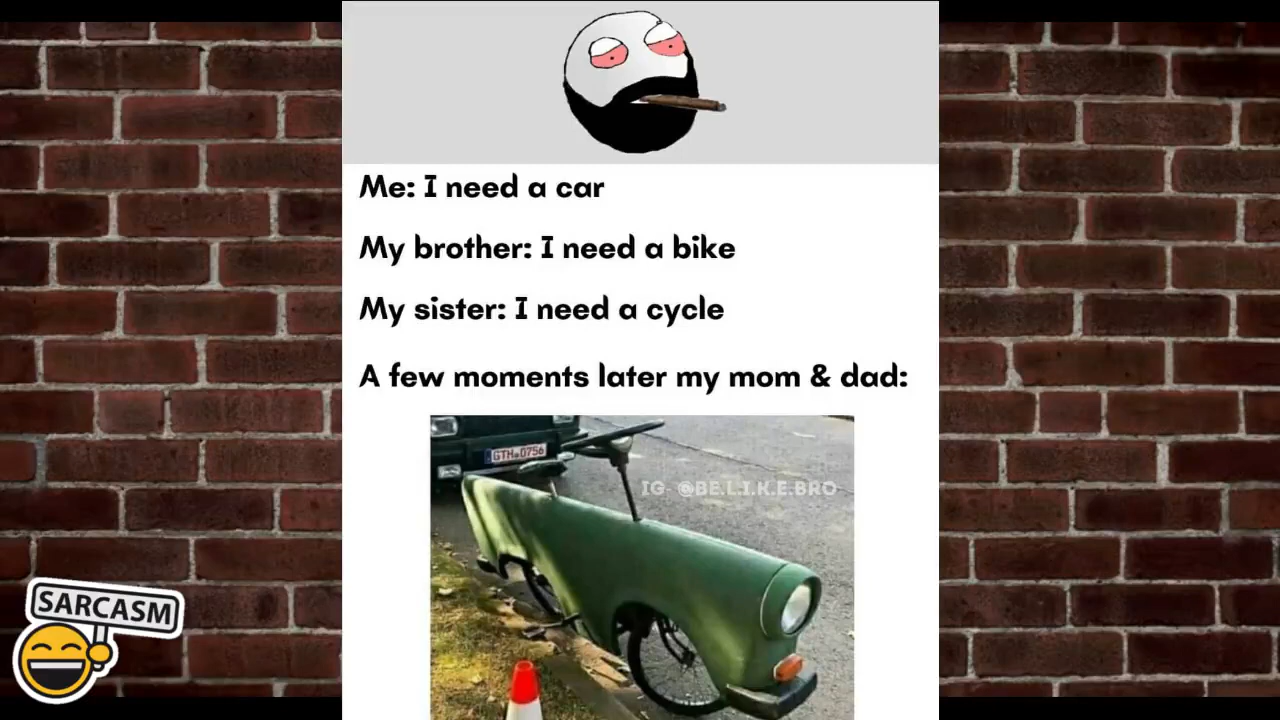 Me: I need a car
My brother: I need a bike
My sister: I need a cycle
A few moments later my mom & dad:
GTH 0756
IG- @BE.L.I.K.E.BRO
SARCASM